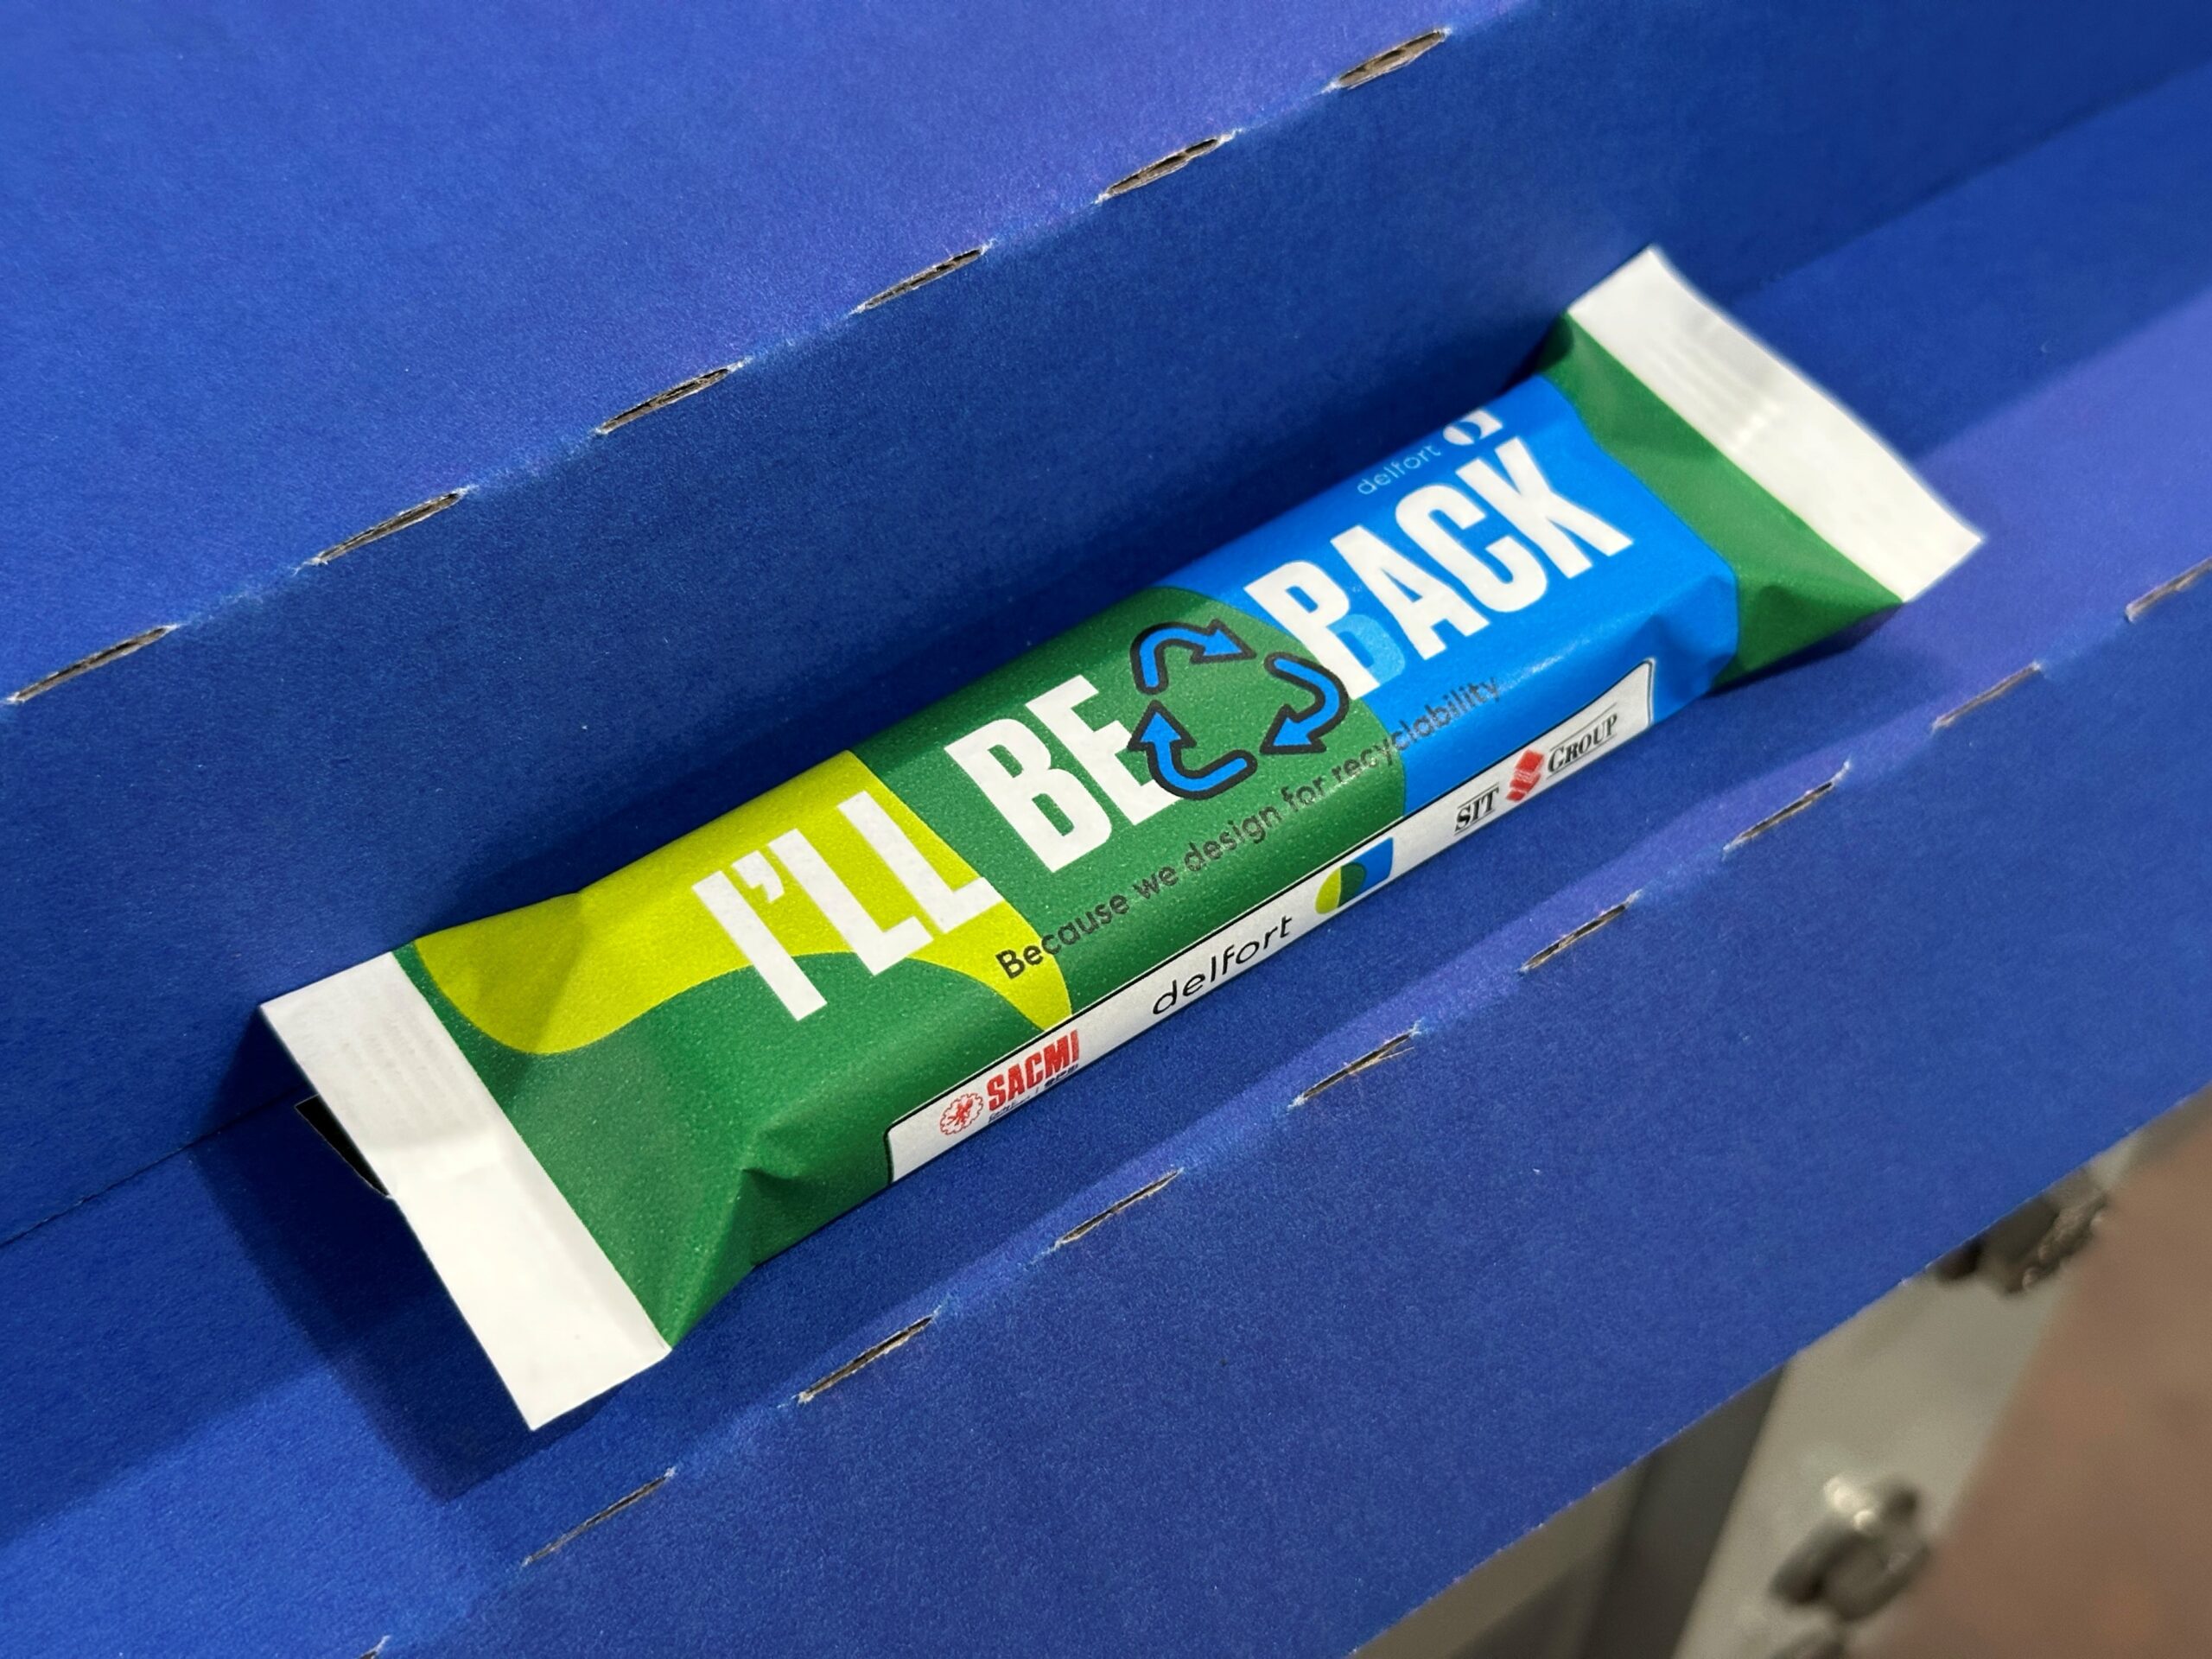 delfort
I'LL BE BACK
Because we design for recyclability
SACMI
delfort
SIT GROUP